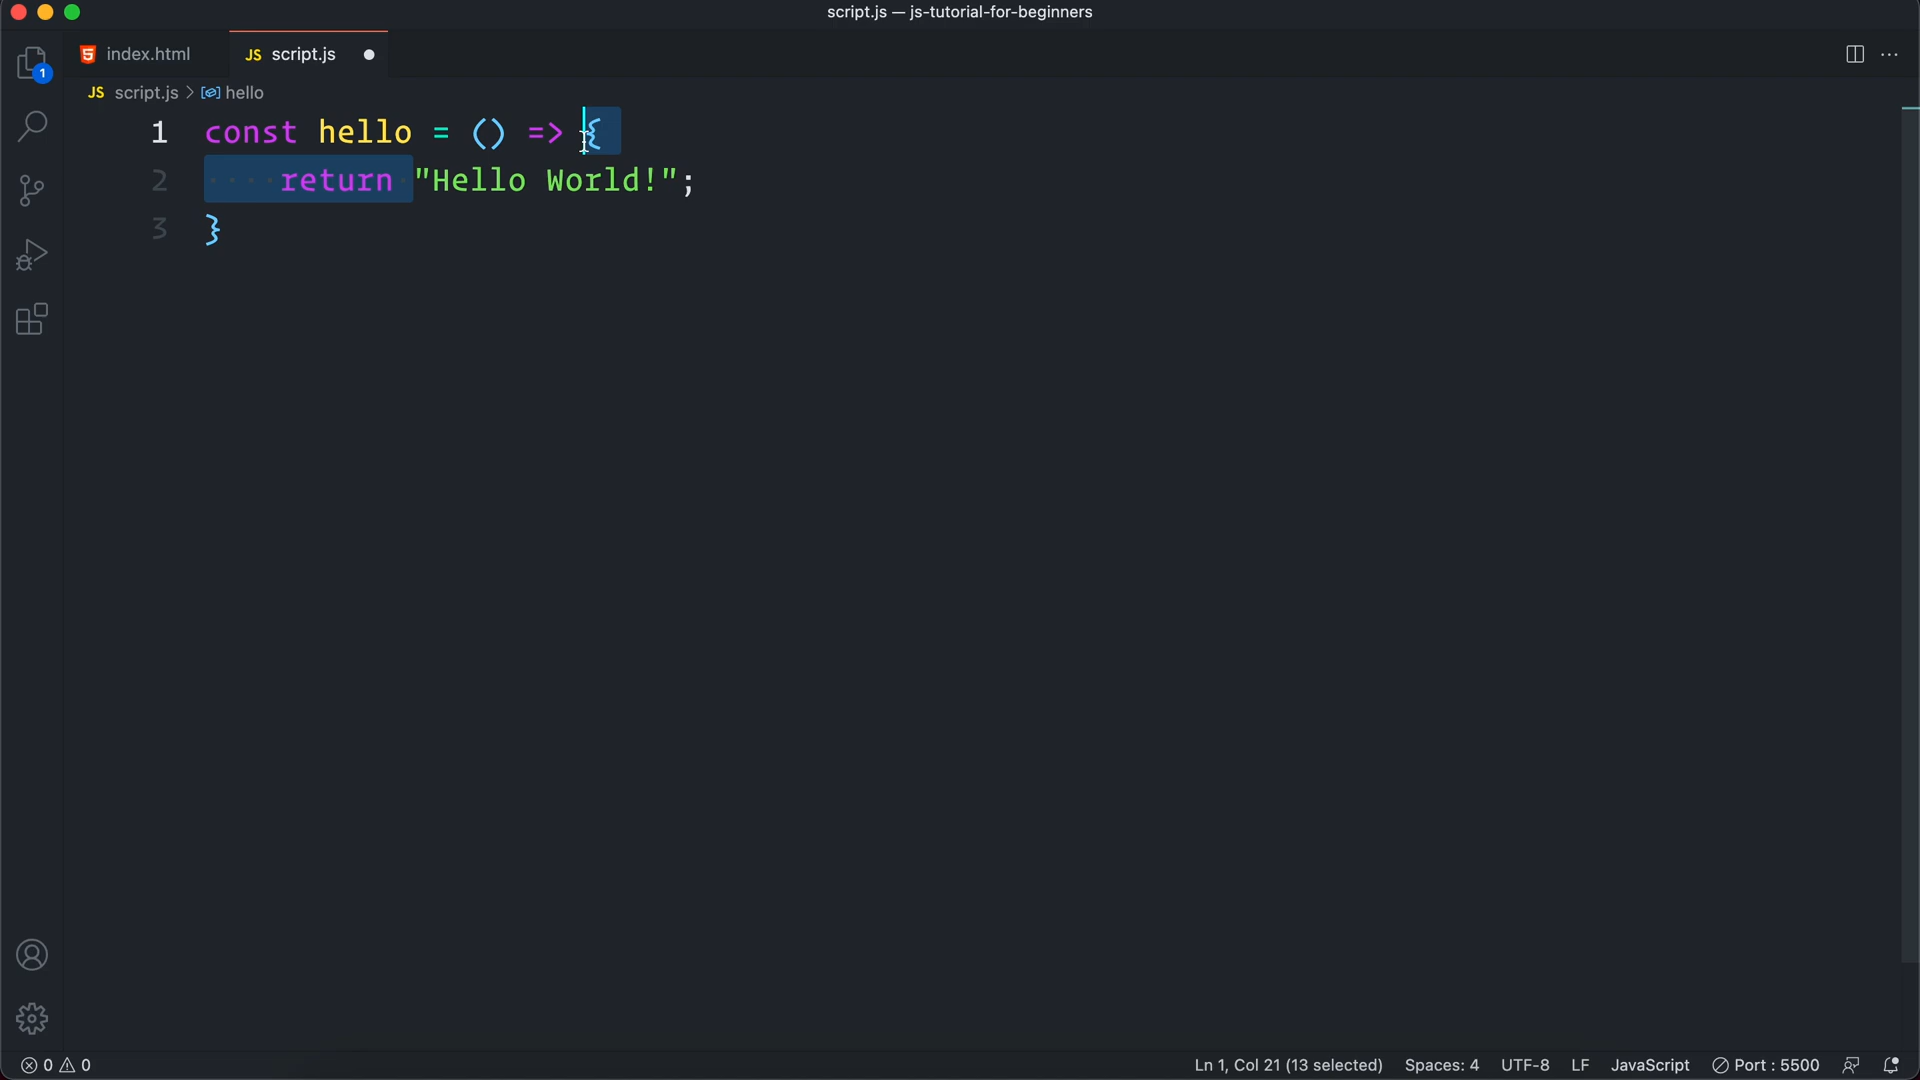 script.js — js-tutorial-for-beginners
index.html
JS script.js
1
JS script.js > hello
1 const hello = () => {
2 return "Hello World!";
3 }
0 0
Ln 1, Col 21 (13 selected) Spaces: 4 UTF-8 LF JavaScript Port : 5500